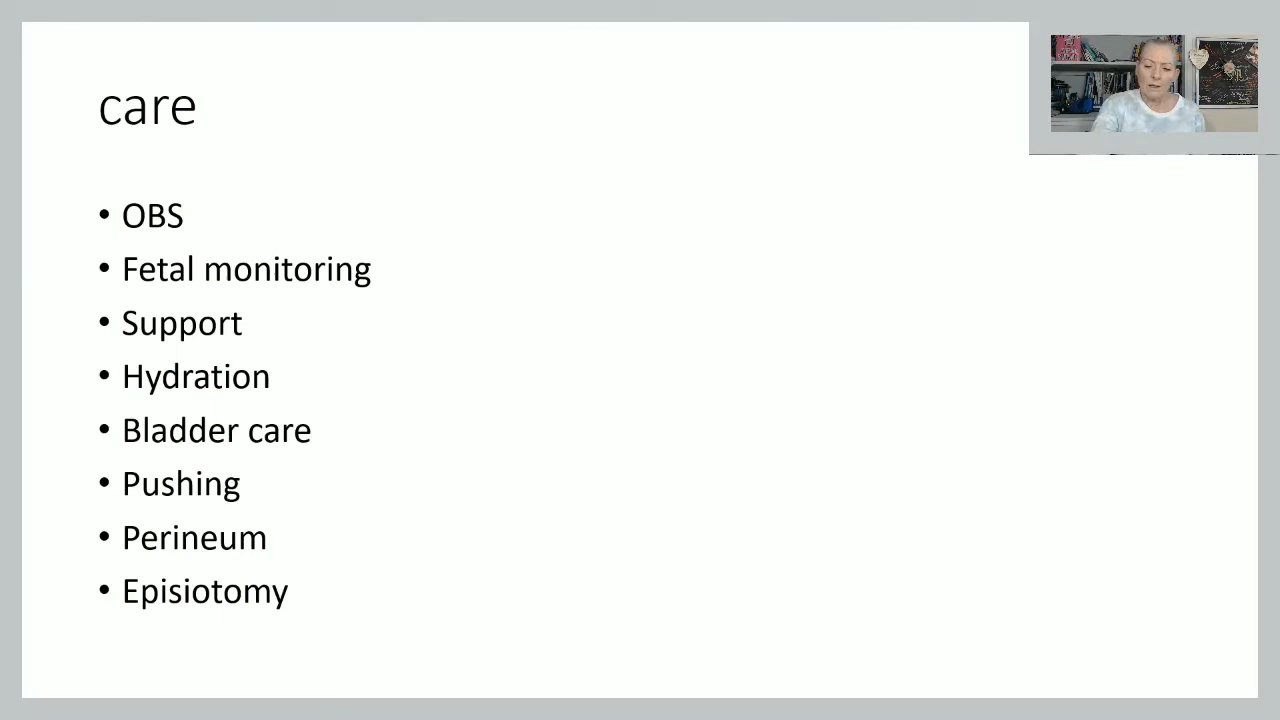 care
• OBS
• Fetal monitoring
• Support
• Hydration
• Bladder care
• Pushing
• Perineum
• Episiotomy